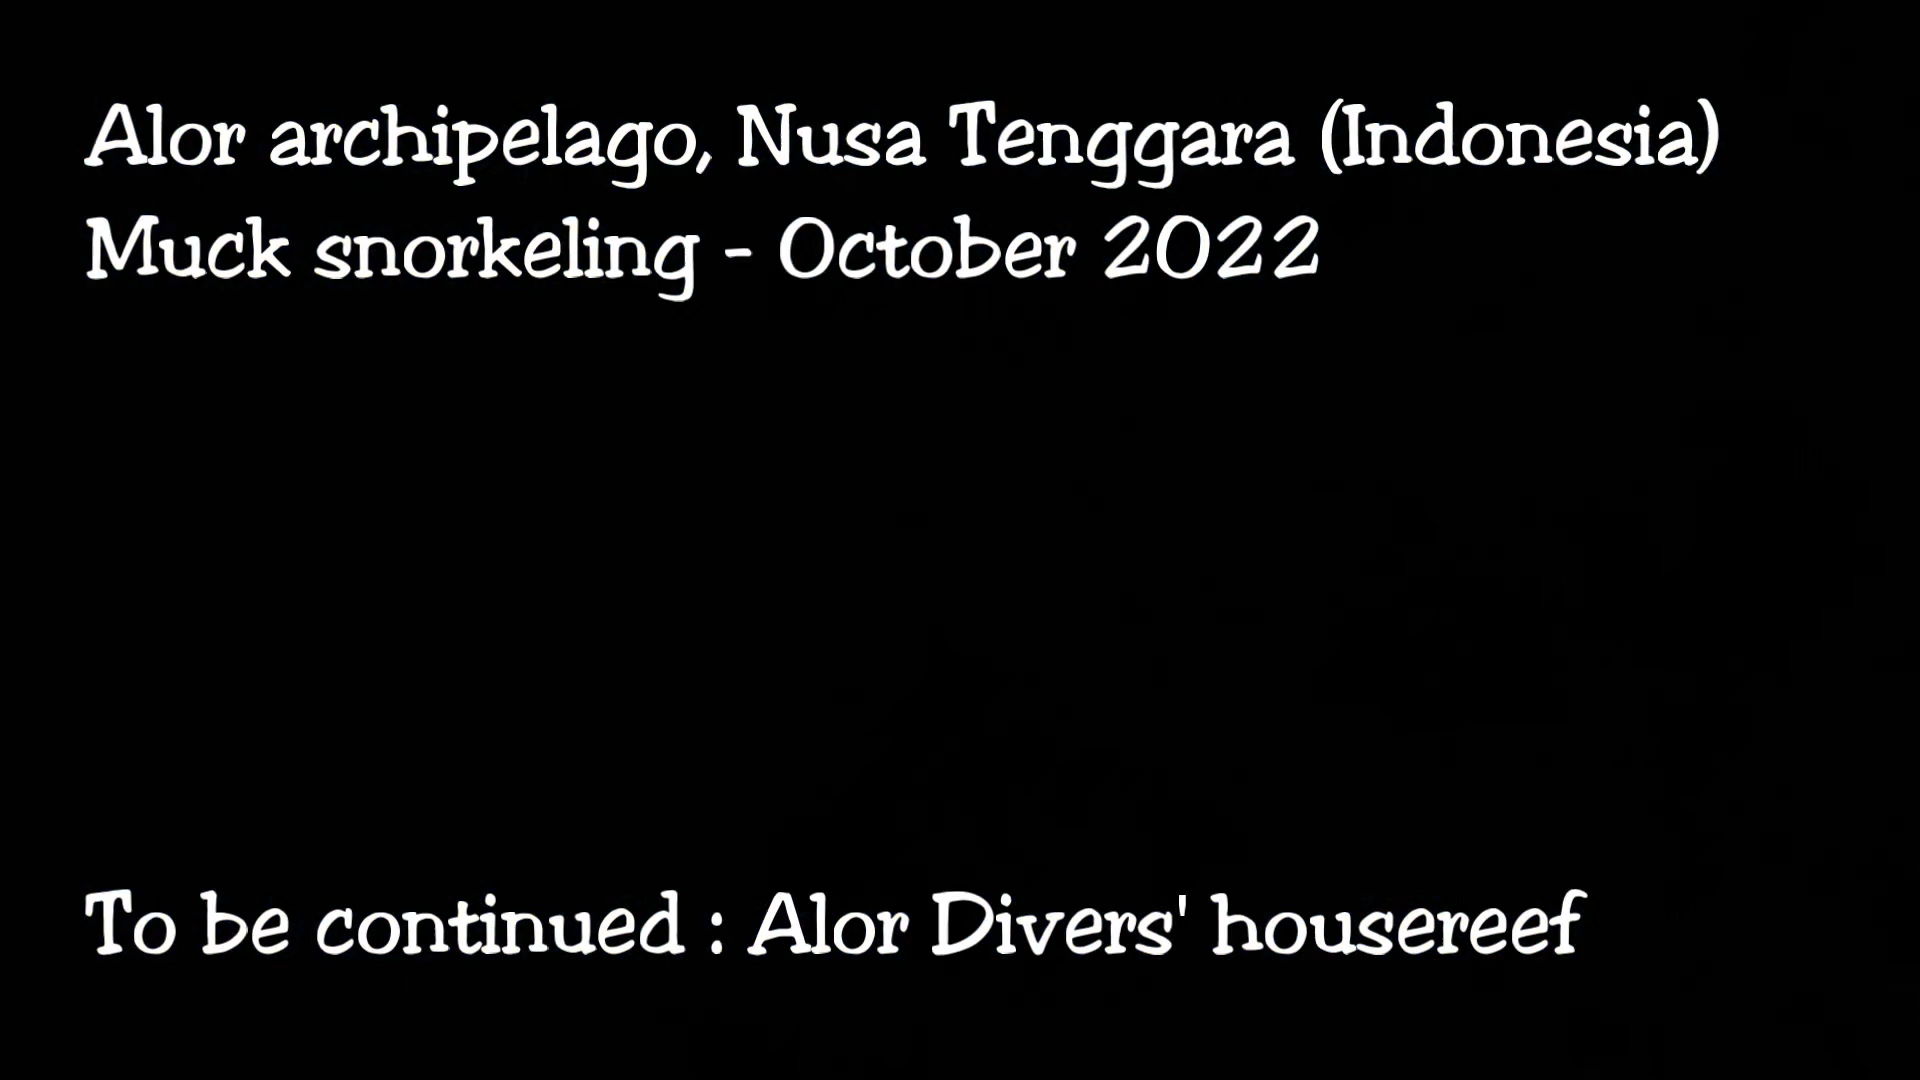 Alor archipelago, Nusa Tenggara (Indonesia)
Muck snorkeling - October 2022
To be continued : Alor Divers' housereef